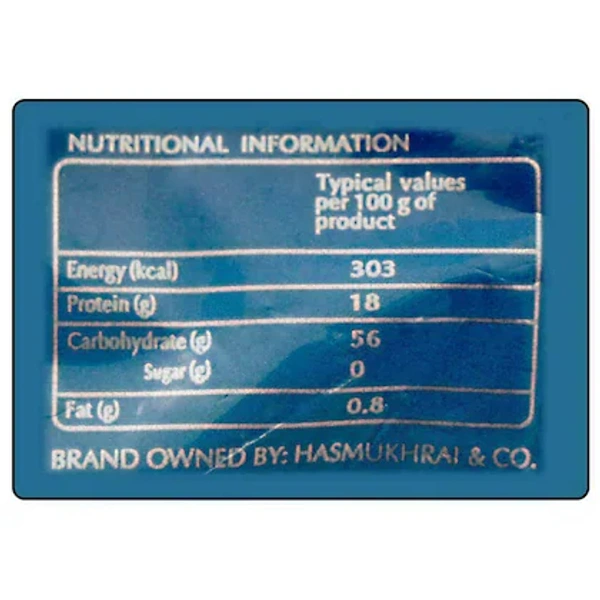 NUTRITIONAL INFORMATION
Typical values
per 100 g of
product
Energy (kcal) 303
Protein (g) 18
Carbohydrate (g) 56
Sugar (g) 0
Fat (g) 0.8
BRAND OWNED BY: HASMUKHRAI & CO.